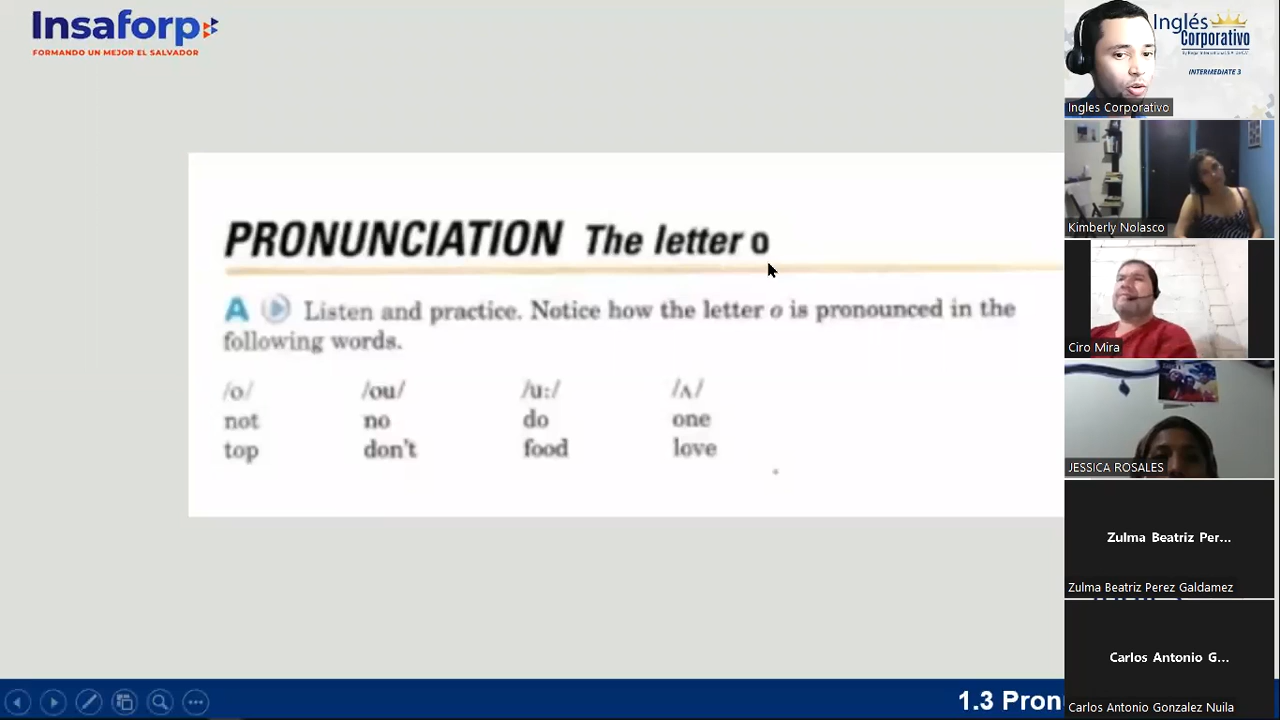 Insaforp
FORMANDO UN MEJOR EL SALVADOR
PRONUNCIATION The letter o
A Listen and practice. Notice how the letter o is pronounced in the
following words.
/o/ /ou/ /u:/ /ʌ/
not no do one
top don't food love
1.3 Pron
Inglés
Corporativo
INTERMEDIATE 3
Ingles Corporativo
Kimberly Nolasco
Ciro Mira
JESSICA ROSALES
Zulma Beatriz Per...
Zulma Beatriz Perez Galdamez
Carlos Antonio G...
Carlos Antonio Gonzalez Nuila